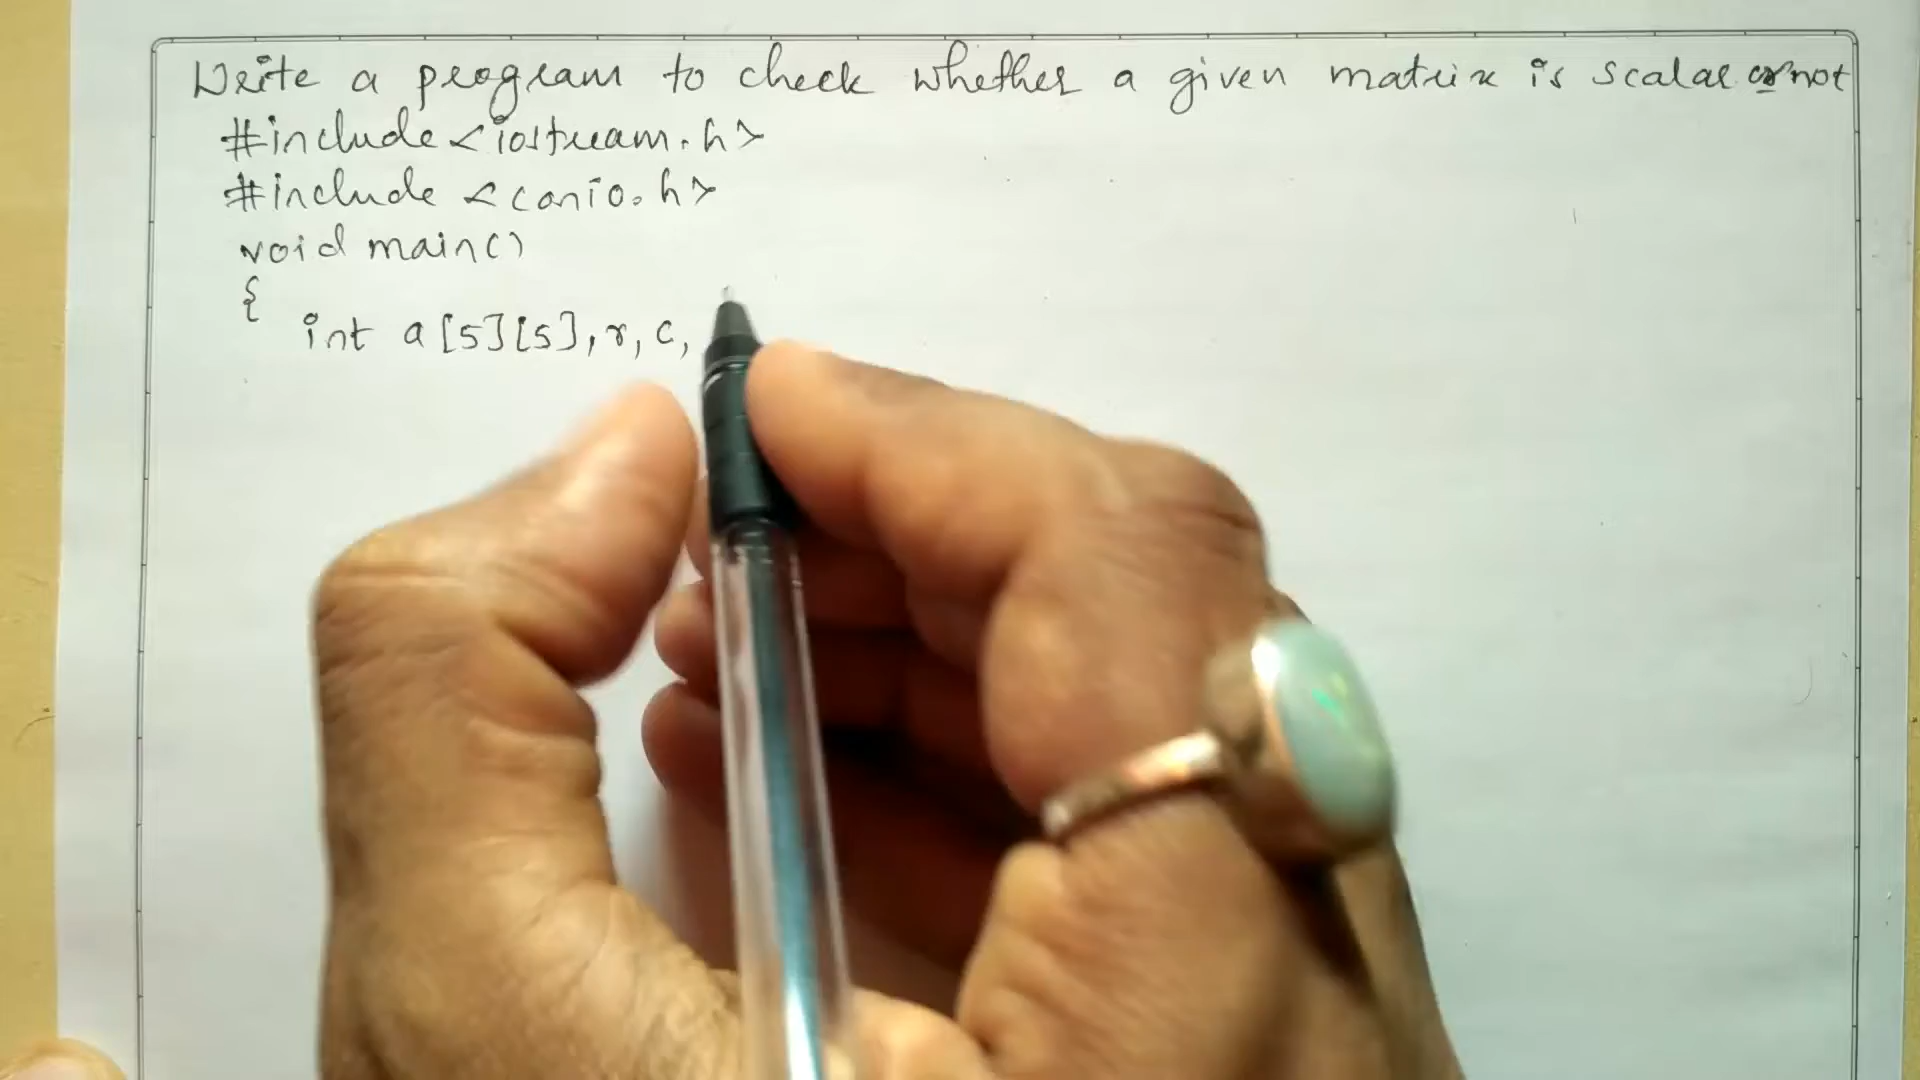 Write a program to check whether a given matrix is scalar or not
#include <iostream.h>
#include <conio.h>
void main()
{
int a[5][5], r, c,